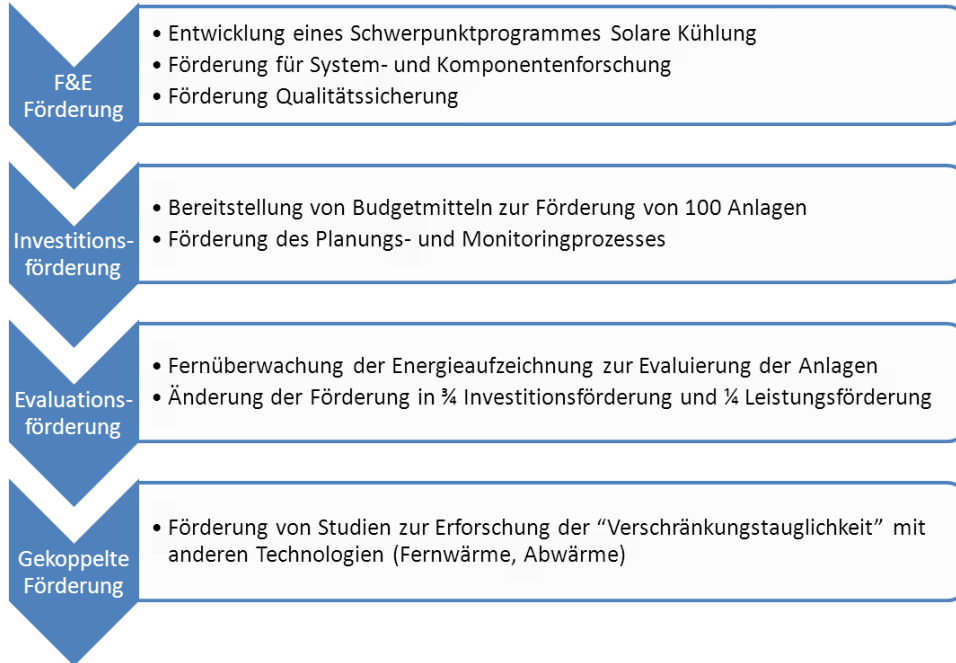 F&E
Förderung
• Entwicklung eines Schwerpunktprogrammes Solare Kühlung
• Förderung für System- und Komponentenforschung
• Förderung Qualitätssicherung
Investitions-
förderung
• Bereitstellung von Budgetmitteln zur Förderung von 100 Anlagen
• Förderung des Planungs- und Monitoringprozesses
Evaluations-
förderung
• Fernüberwachung der Energieaufzeichnung zur Evaluierung der Anlagen
• Änderung der Förderung in ¾ Investitionsförderung und ¼ Leistungsförderung
Gekoppelte
Förderung
• Förderung von Studien zur Erforschung der “Verschränkungstauglichkeit” mit
anderen Technologien (Fernwärme, Abwärme)